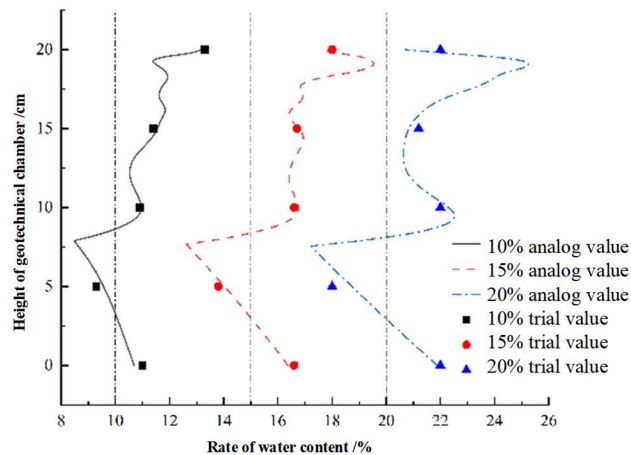 20
15
10
5
0
Height of geotechnical chamber /cm
10% analog value
15% analog value
20% analog value
10% trial value
15% trial value
20% trial value
8 10 12 14 16 18 20 22 24 26
Rate of water content /%